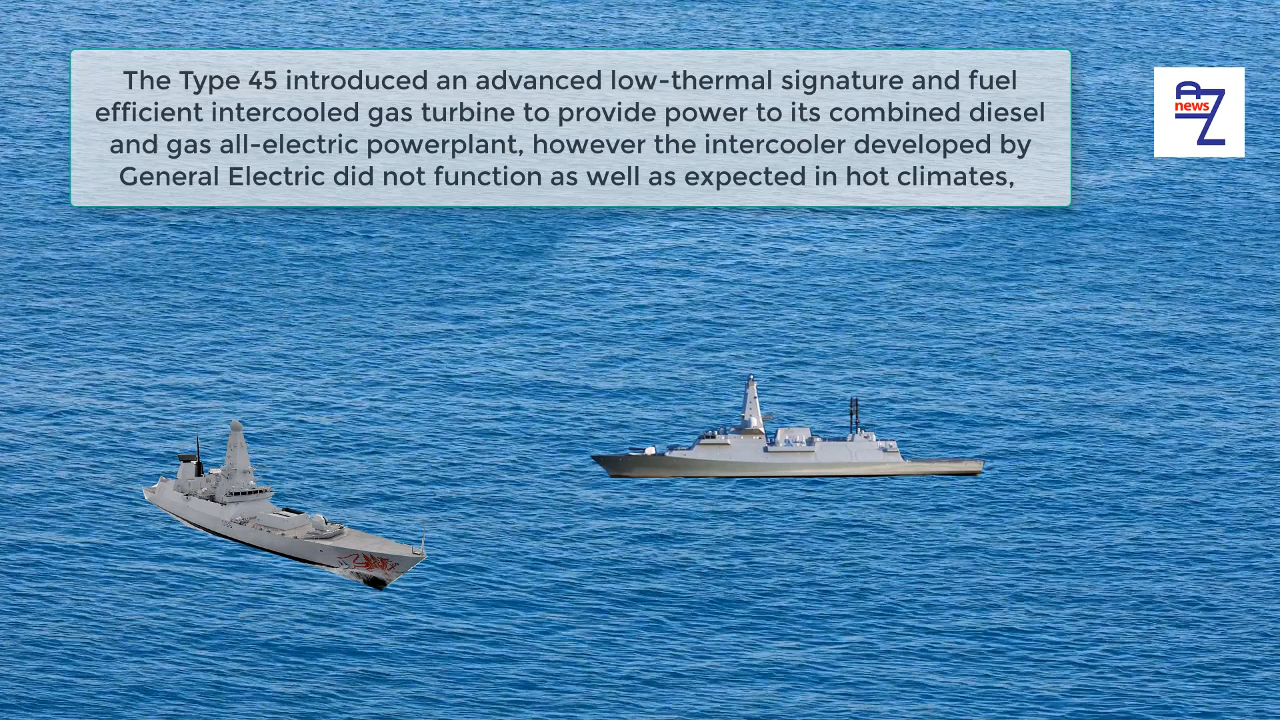 The Type 45 introduced an advanced low-thermal signature and fuel
efficient intercooled gas turbine to provide power to its combined diesel
and gas all-electric powerplant, however the intercooler developed by
General Electric did not function as well as expected in hot climates,
AZ
news